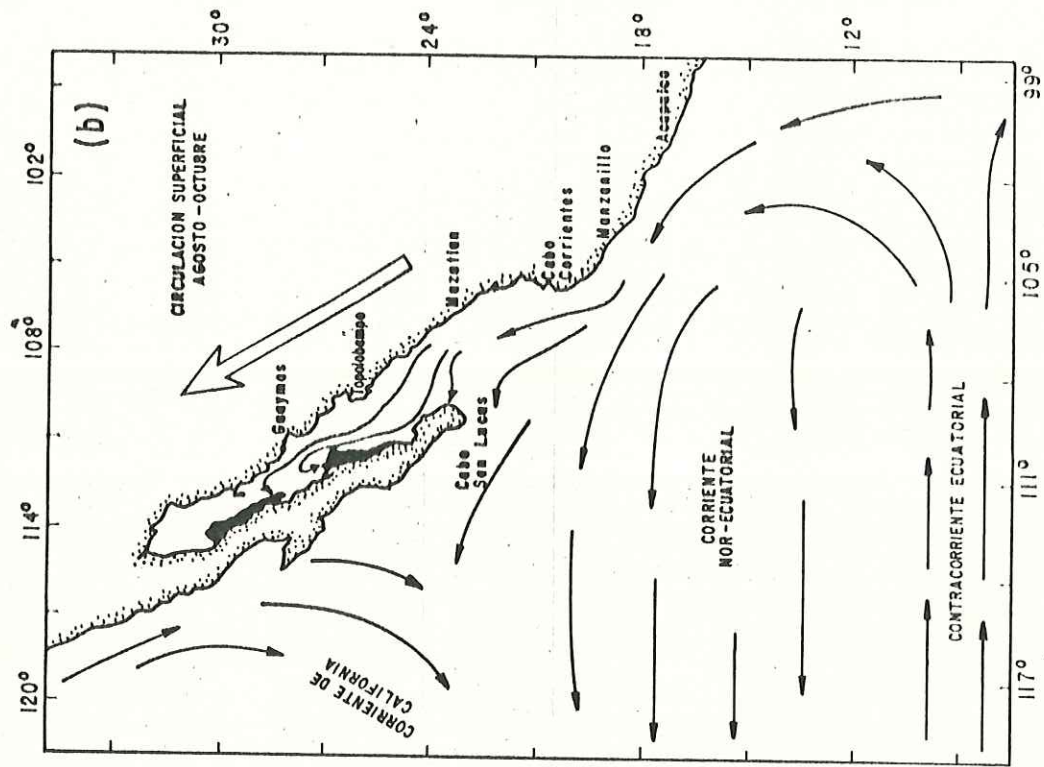 (b)
CIRCULACION SUPERFICIAL
AGOSTO-OCTUBRE
30°
24°
18°
12°
102°
108°
114°
120°
99°
105°
111°
117°
Guaymas
Topolobampo
Mazatlan
Cabo
Corrientes
Manzanillo
Acapulco
Cabo
San Lucas
CORRIENTE DE
CALIFORNIA
CORRIENTE
NOR-ECUATORIAL
CONTRACORRIENTE ECUATORIAL